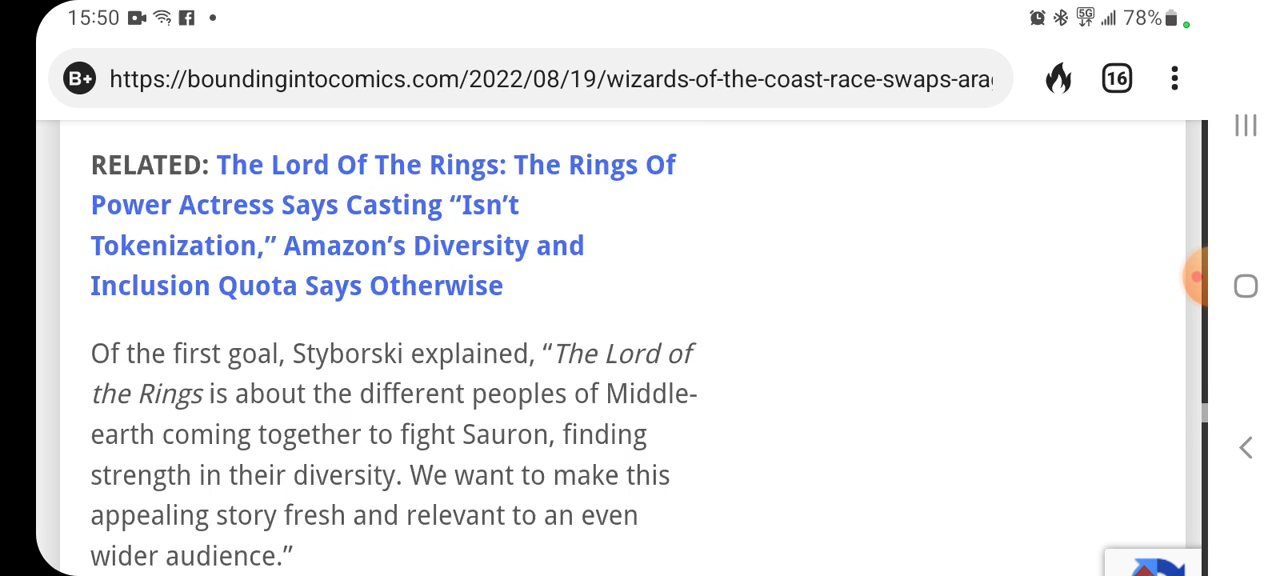 15:50
5G
78%
B+ https://boundingintocomics.com/2022/08/19/wizards-of-the-coast-race-swaps-ara
16
RELATED: The Lord Of The Rings: The Rings Of
Power Actress Says Casting “Isn’t
Tokenization,” Amazon’s Diversity and
Inclusion Quota Says Otherwise
Of the first goal, Styborski explained, “The Lord of
the Rings is about the different peoples of Middle-
earth coming together to fight Sauron, finding
strength in their diversity. We want to make this
appealing story fresh and relevant to an even
wider audience.”